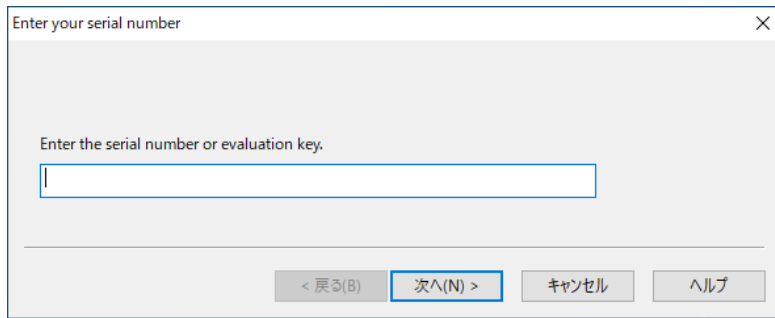 Enter your serial number
Enter the serial number or evaluation key.
< 戻る(B) 次へ(N) > キャンセル ヘルプ